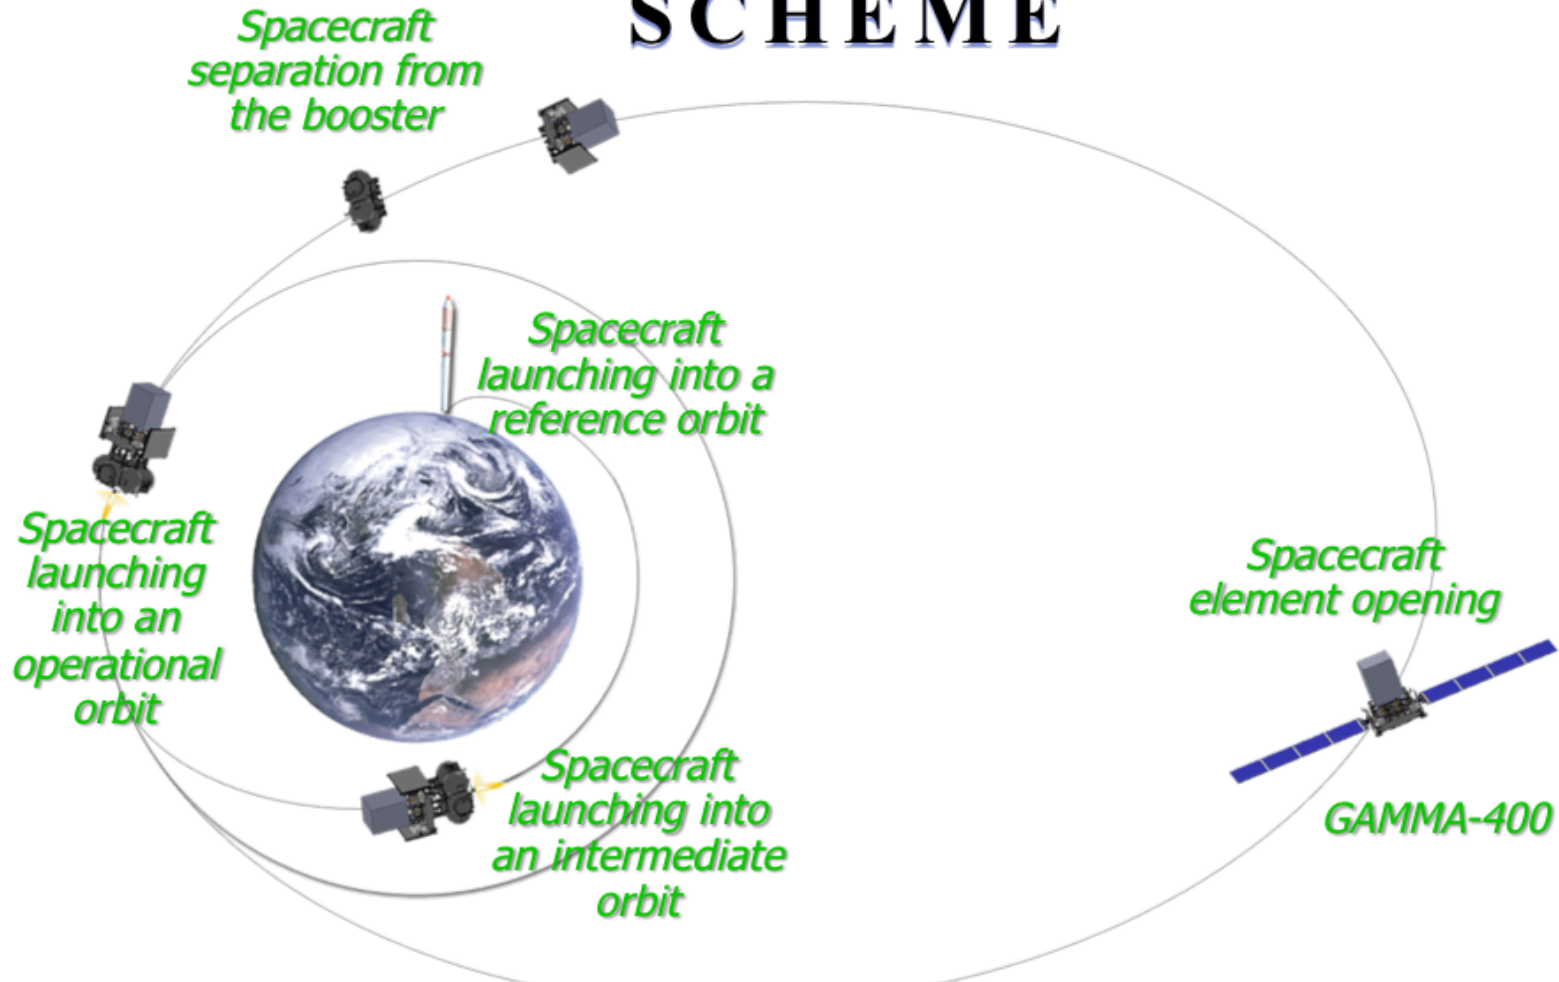 SCHEME
Spacecraft
separation from
the booster
Spacecraft
launching into a
reference orbit
Spacecraft
launching
into an
operational
orbit
Spacecraft
element opening
Spacecraft
launching into
an intermediate
orbit
GAMMA-400